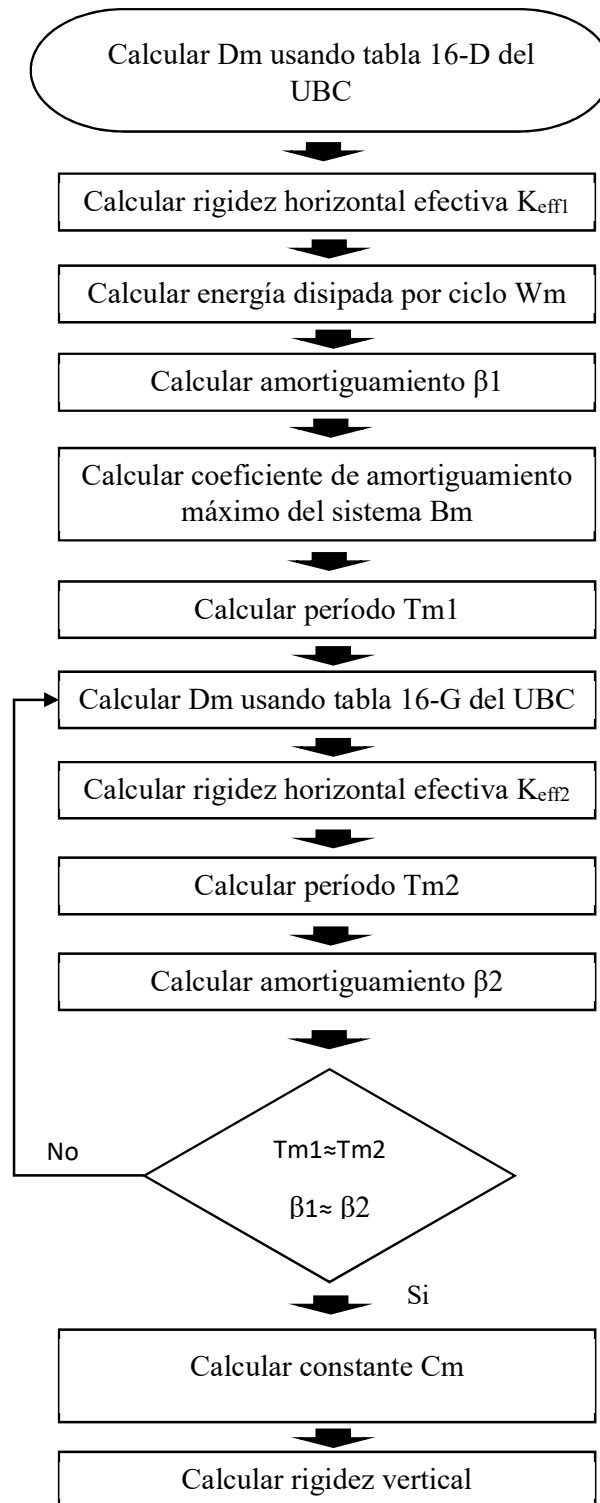 Calcular Dm usando tabla 16-D del
UBC
Calcular rigidez horizontal efectiva Keff1
Calcular energía disipada por ciclo Wm
Calcular amortiguamiento β1
Calcular coeficiente de amortiguamiento
máximo del sistema Bm
Calcular período Tm1
Calcular Dm usando tabla 16-G del UBC
Calcular rigidez horizontal efectiva Keff2
Calcular período Tm2
Calcular amortiguamiento β2
No
Tm1≈Tm2
β1≈ β2
Si
Calcular constante Cm
Calcular rigidez vertical